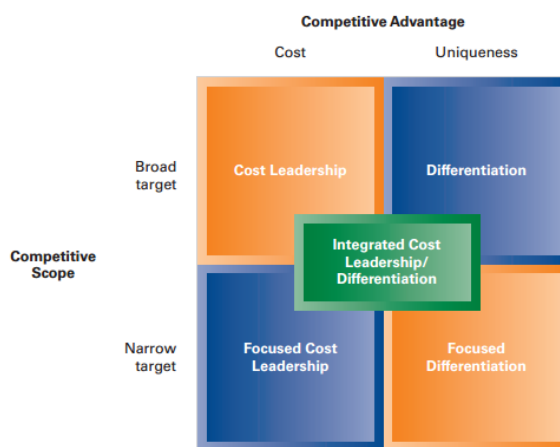 Competitive Advantage
Cost
Uniqueness
Broad
target
Cost Leadership
Differentiation
Competitive
Scope
Integrated Cost
Leadership/
Differentiation
Narrow
target
Focused Cost
Leadership
Focused
Differentiation